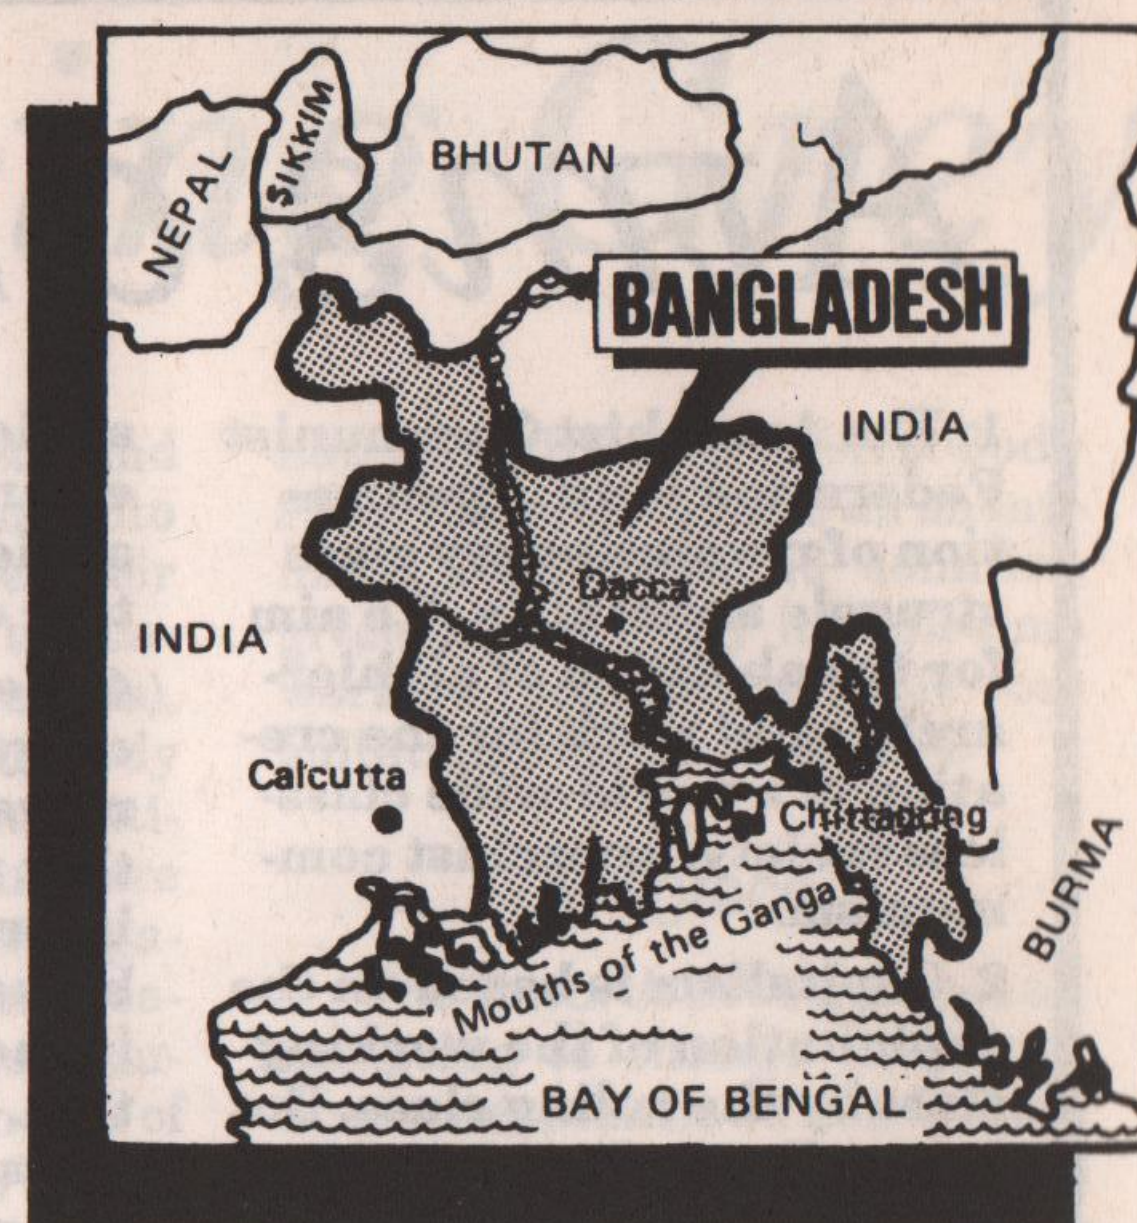 SIKKIM
BHUTAN
NEPAL
BANGLADESH
INDIA
Dacca
INDIA
Calcutta
Chittagong
BURMA
Mouths of the Ganga
BAY OF BENGAL